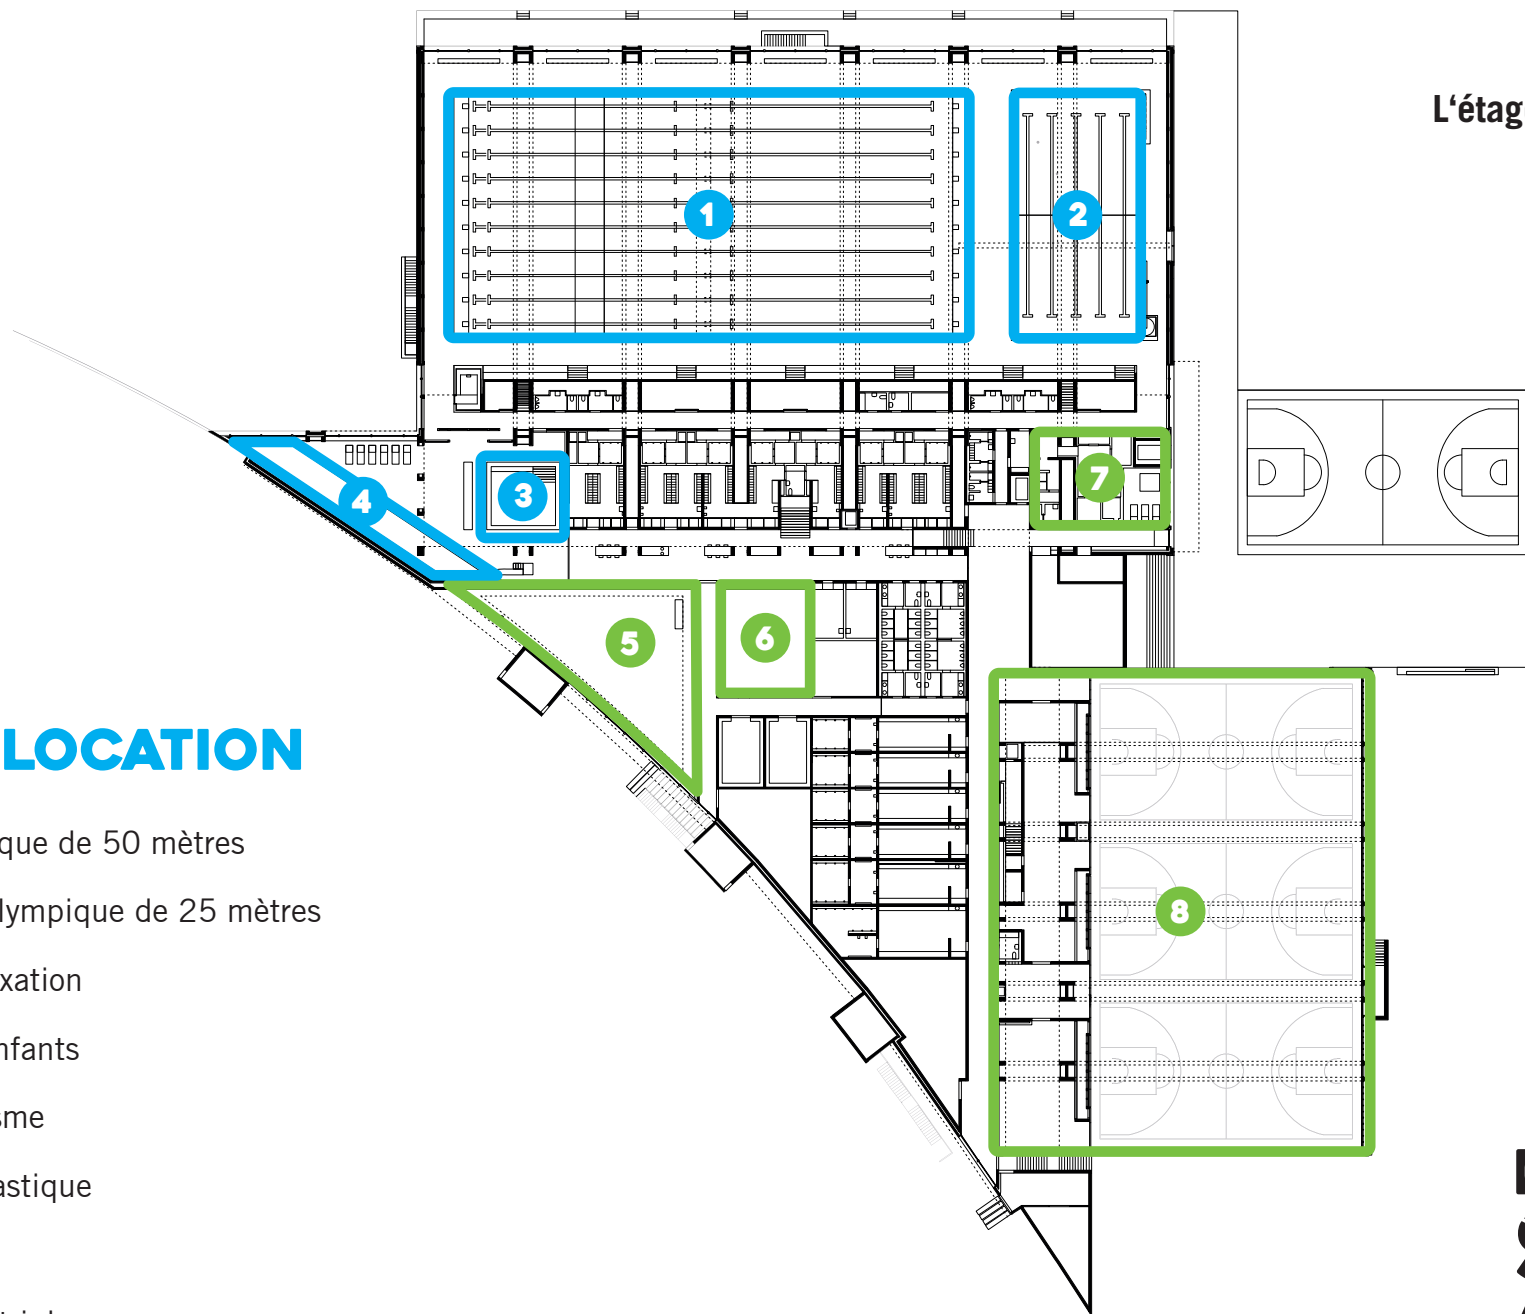 L‘étag
1
2
3
4
7
5
6
8
LOCATION
que de 50 mètres
lympique de 25 mètres
xation
nfants
sme
astique